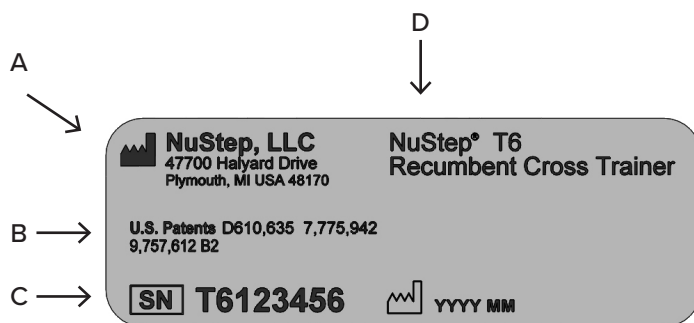 D
A
NuStep, LLC
47700 Halyard Drive
Plymouth, MI USA 48170
NuStep® T6
Recumbent Cross Trainer
B
U.S. Patents D610,635 7,775,942
9,757,612 B2
C
SN T6123456
YYYY MM